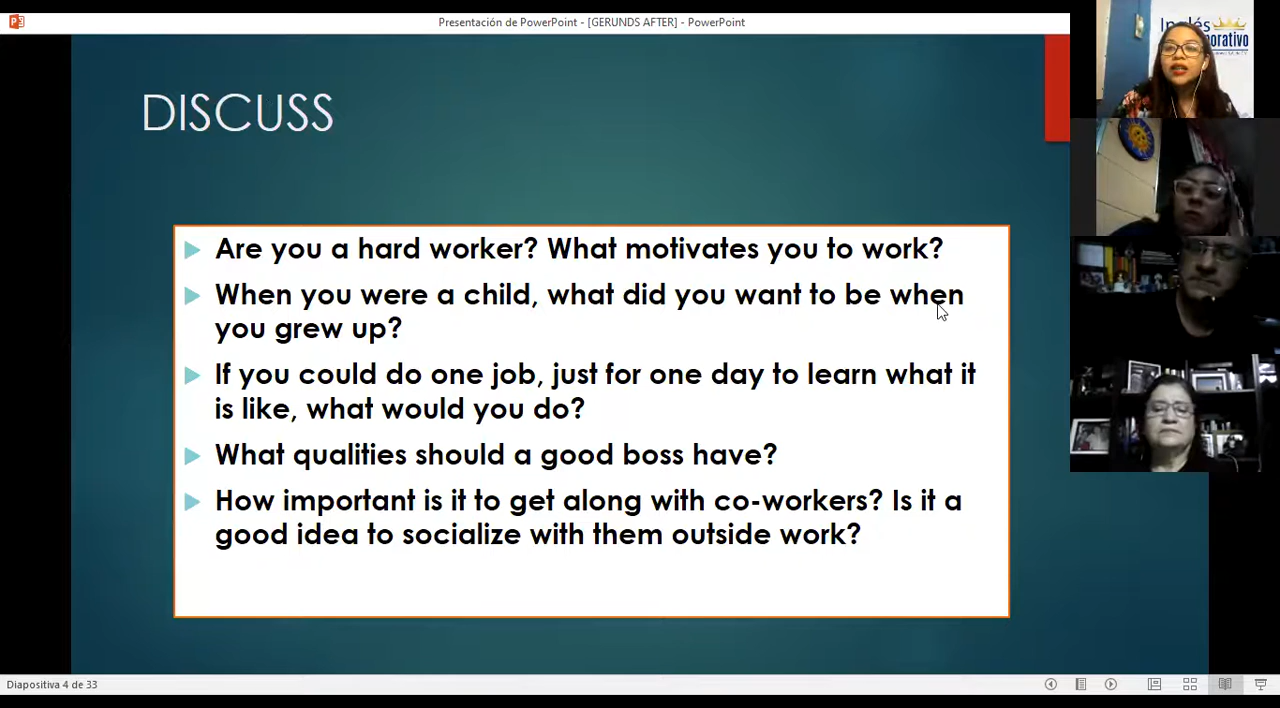 Presentación de PowerPoint - [GERUNDS AFTER] - PowerPoint
Inglés
orativo
DISCUSS
Are you a hard worker? What motivates you to work?
When you were a child, what did you want to be when
you grew up?
If you could do one job, just for one day to learn what it
is like, what would you do?
What qualities should a good boss have?
How important is it to get along with co-workers? Is it a
good idea to socialize with them outside work?
Diapositiva 4 de 33